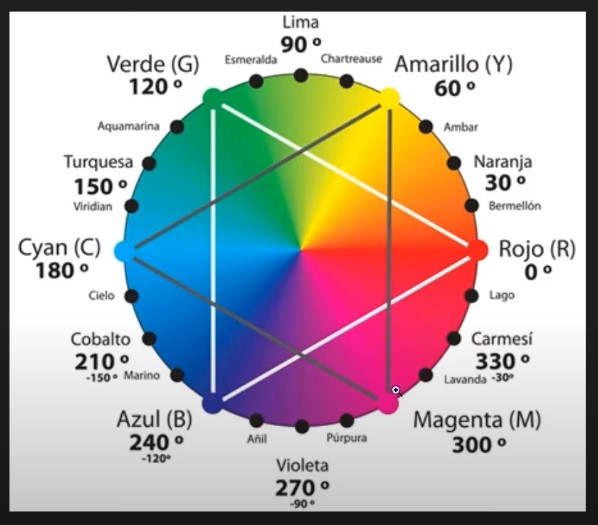 Lima
90 º
Esmeralda
Chartreause
Verde (G)
120 º
Amarillo (Y)
60 º
Aquamarina
Ambar
Turquesa
150 º
Naranja
30 º
Viridian
Bermellón
Cyan (C)
180 º
Rojo (R)
0 º
Cielo
Lago
Cobalto
210 º
-150º
Marino
Carmesí
330 º
Lavanda
-30º
Azul (B)
240 º
-120º
Añil
Púrpura
Magenta (M)
300 º
Violeta
270 º
-90 º